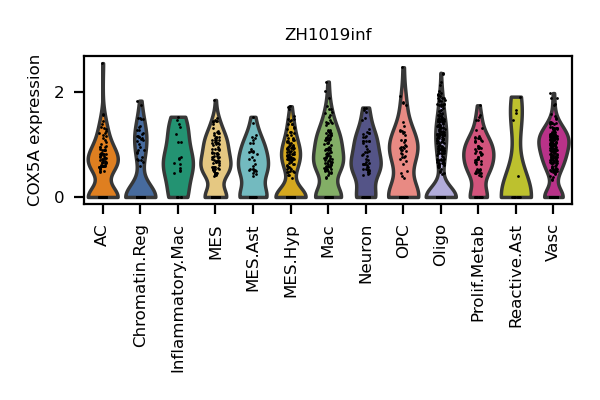 ZH1019inf
COX5A expression
2
0
AC
Chromatin.Reg
Inflammatory.Mac
MES
MES.Ast
MES.Hyp
Mac
Neuron
OPC
Oligo
Prolif.Metab
Reactive.Ast
Vasc